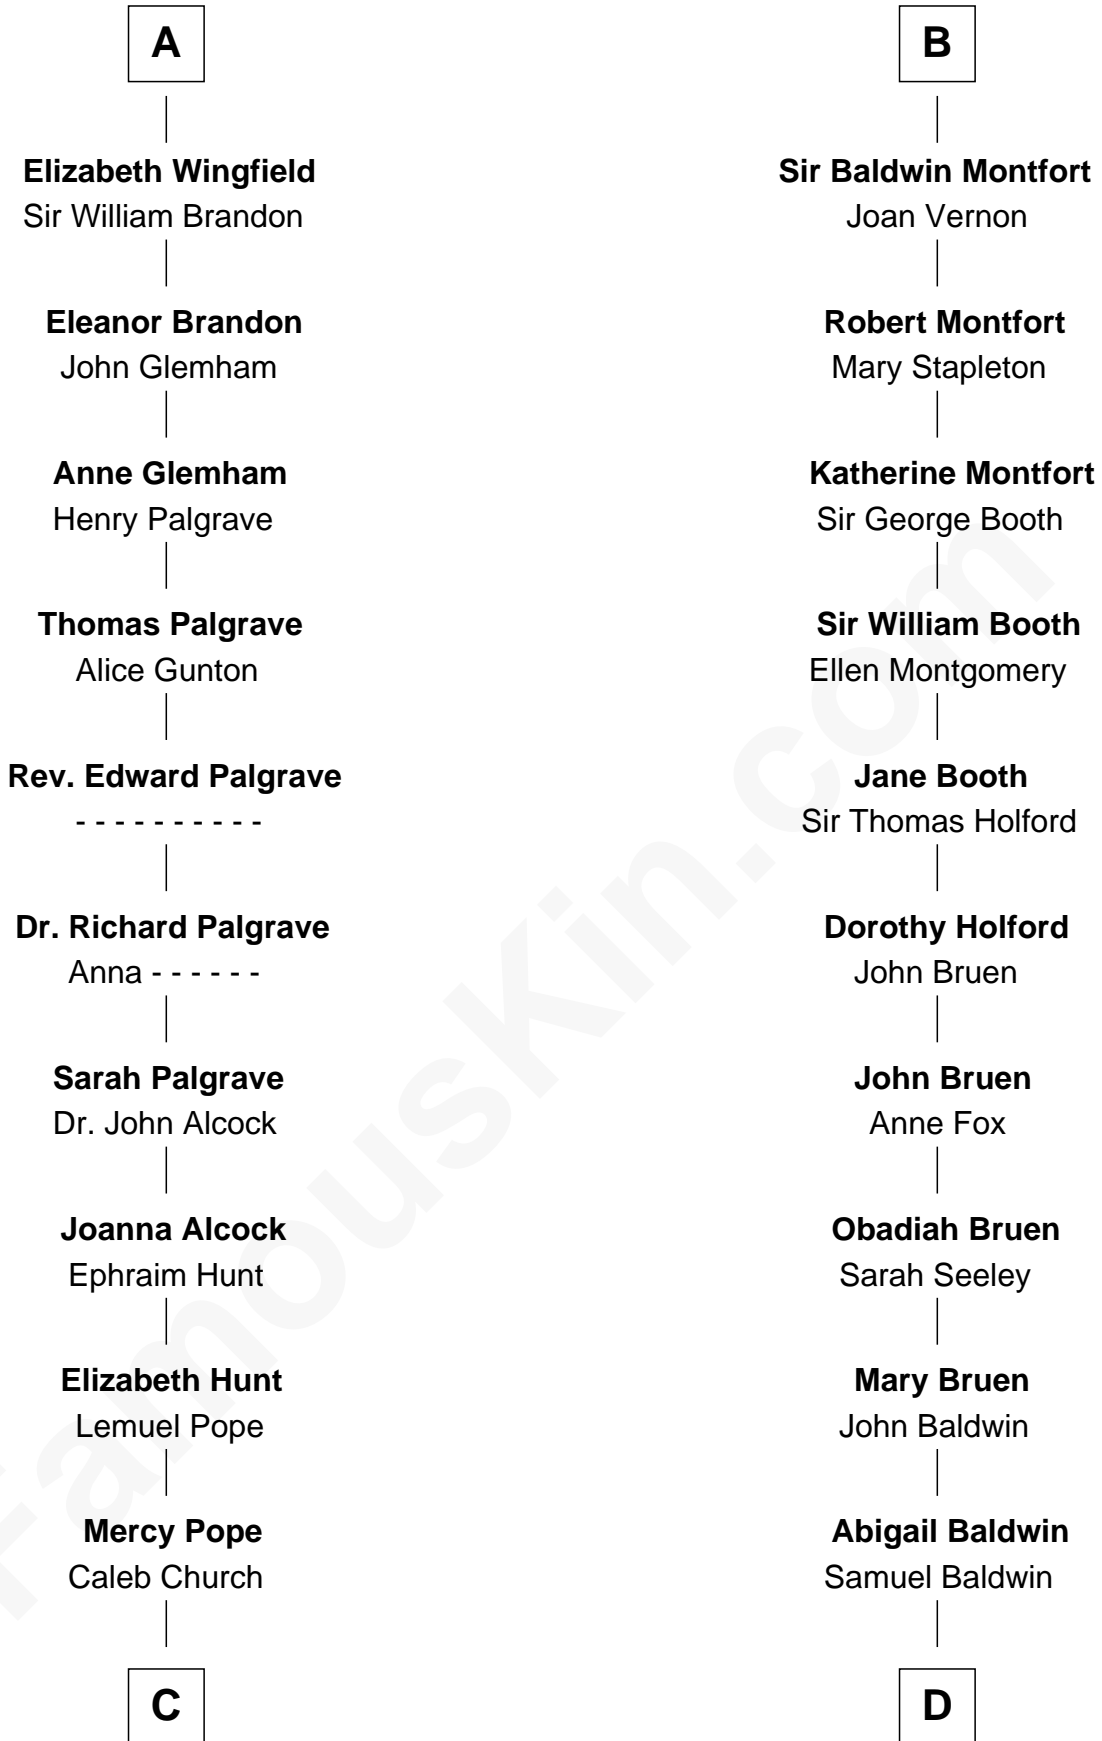 A
Elizabeth Wingfield
Sir William Brandon
Eleanor Brandon
John Glemham
Anne Glemham
Henry Palgrave
Thomas Palgrave
Alice Gunton
Rev. Edward Palgrave
- - - - - - - - - -
Dr. Richard Palgrave
Anna - - - - - -
Sarah Palgrave
Dr. John Alcock
Joanna Alcock
Ephraim Hunt
Elizabeth Hunt
Lemuel Pope
Mercy Pope
Caleb Church
C
B
Sir Baldwin Montfort
Joan Vernon
Robert Montfort
Mary Stapleton
Katherine Montfort
Sir George Booth
Sir William Booth
Ellen Montgomery
Jane Booth
Sir Thomas Holford
Dorothy Holford
John Bruen
John Bruen
Anne Fox
Obadiah Bruen
Sarah Seeley
Mary Bruen
John Baldwin
Abigail Baldwin
Samuel Baldwin
D
FamousKin.com